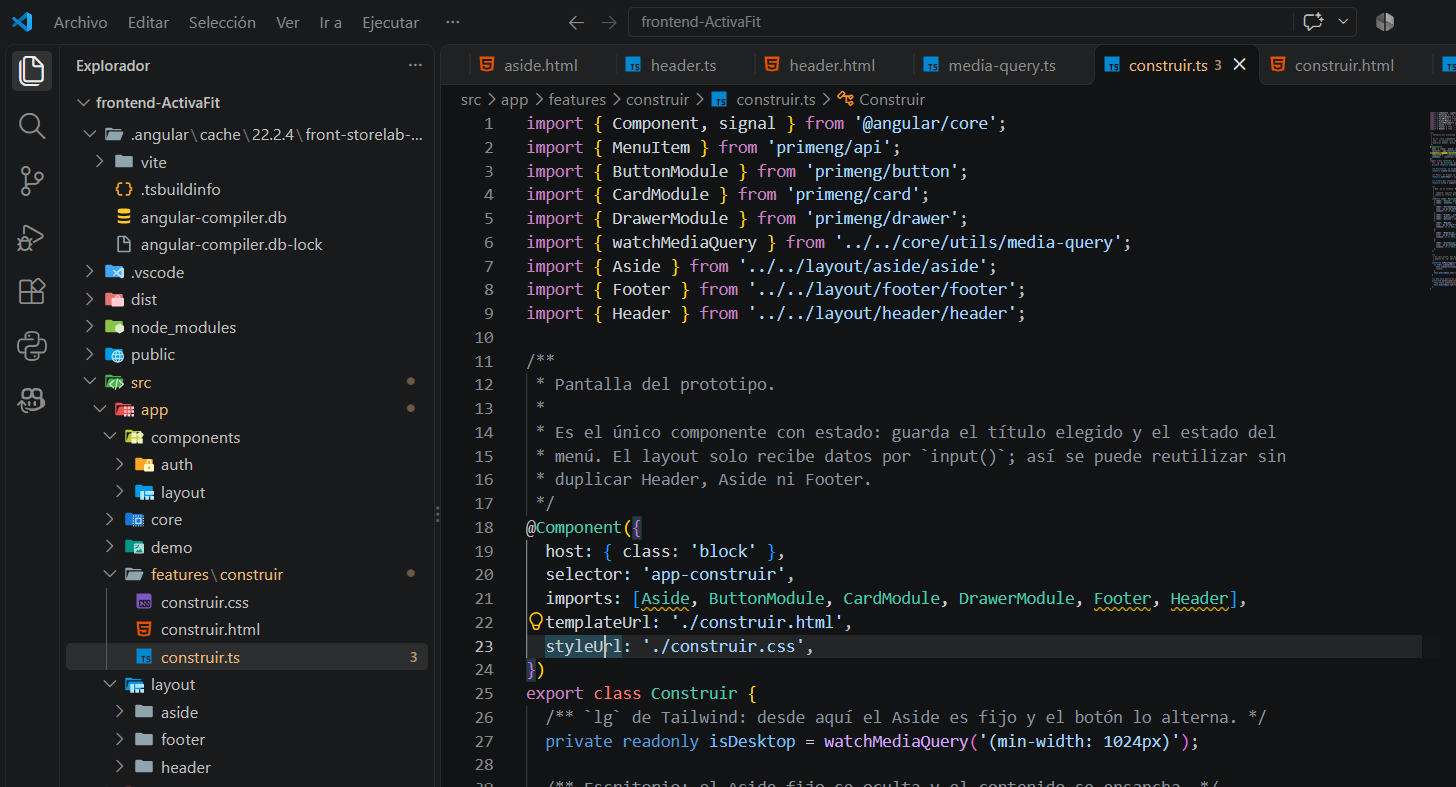 Archivo Editar Selección Ver Ir a Ejecutar ··· frontend-ActivaFit
Explorador ···
frontend-ActivaFit
.angular\cache\22.2.4\front-storelab-...
vite
.tsbuildinfo
angular-compiler.db
angular-compiler.db-lock
.vscode
dist
node_modules
public
src
app
components
auth
layout
core
demo
features\construir
construir.css
construir.html
construir.ts 3
layout
aside
footer
header
aside.html header.ts header.html media-query.ts construir.ts 3 construir.html
src > app > features > construir > construir.ts > Construir
1 import { Component, signal } from '@angular/core';
2 import { MenuItem } from 'primeng/api';
3 import { ButtonModule } from 'primeng/button';
4 import { CardModule } from 'primeng/card';
5 import { DrawerModule } from 'primeng/drawer';
6 import { watchMediaQuery } from '../../core/utils/media-query';
7 import { Aside } from '../../layout/aside/aside';
8 import { Footer } from '../../layout/footer/footer';
9 import { Header } from '../../layout/header/header';
10
11 /**
12 * Pantalla del prototipo.
13 *
14 * Es el único componente con estado: guarda el título elegido y el estado del
15 * menú. El layout solo recibe datos por `input()`; así se puede reutilizar sin
16 * duplicar Header, Aside ni Footer.
17 */
18 @Component({
19 host: { class: 'block' },
20 selector: 'app-construir',
21 imports: [Aside, ButtonModule, CardModule, DrawerModule, Footer, Header],
22 templateUrl: './construir.html',
23 styleUrl: './construir.css',
24 })
25 export class Construir {
26 /** `lg` de Tailwind: desde aquí el Aside es fijo y el botón lo alterna. */
27 private readonly isDesktop = watchMediaQuery('(min-width: 1024px)');
28
29 /** Escritorio: el Aside fijo se oculta y el contenido se ensancha. */